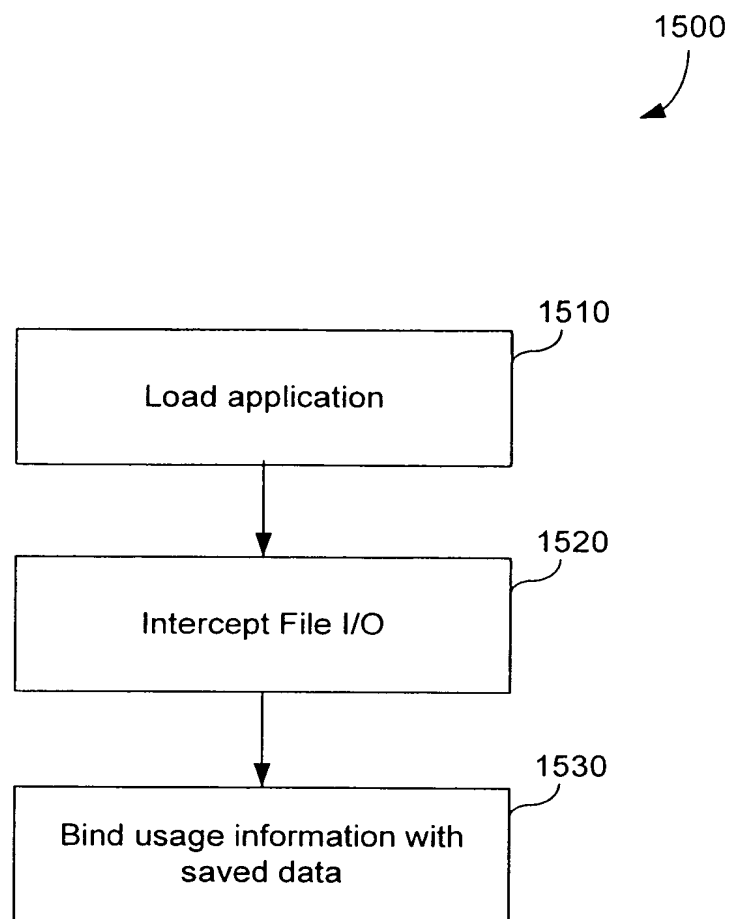 1500
1510
Load application
1520
Intercept File I/O
1530
Bind usage information with
saved data